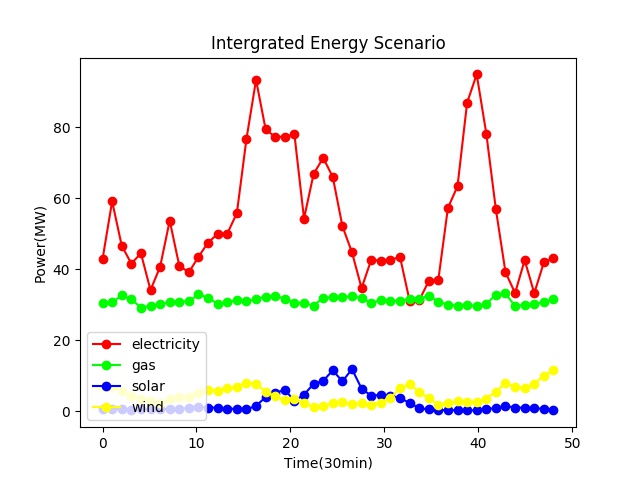 Intergrated Energy Scenario
Power(MW)
80
60
40
20
0
electricity
gas
solar
wind
0 10 20 30 40 50
Time(30min)